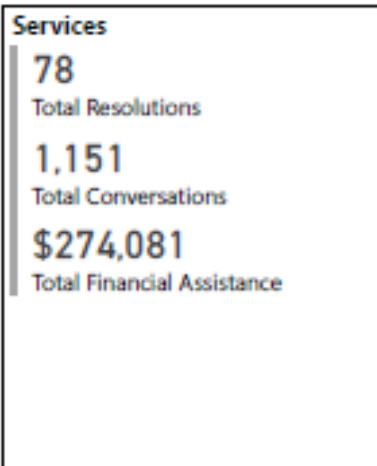 Services
78
Total Resolutions
1,151
Total Conversations
$274,081
Total Financial Assistance